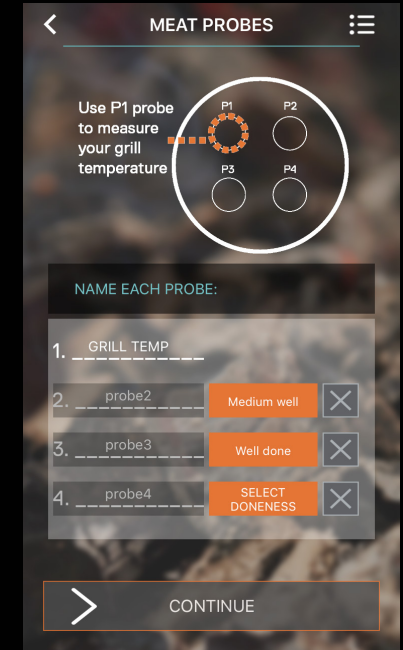 MEAT PROBES
Use P1 probe
to measure
your grill
temperature
P1
P2
P3
P4
NAME EACH PROBE:
1. GRILL TEMP
2. probe2 Medium well
3. probe3 Well done
4. probe4 SELECT DONENESS
CONTINUE